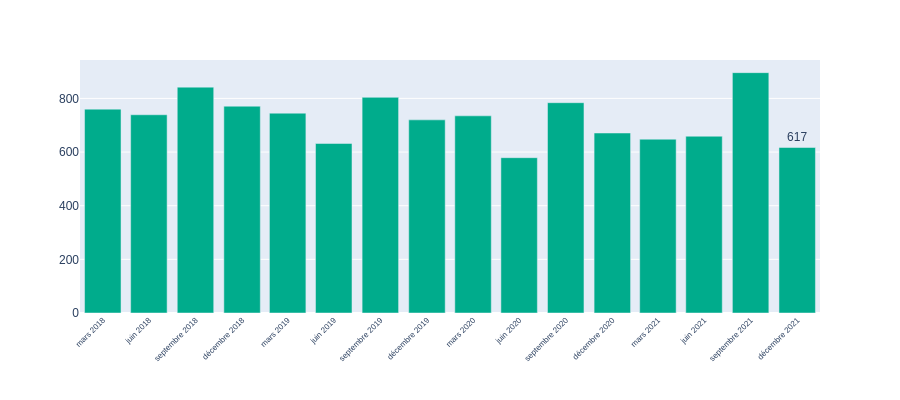 800
600
400
200
0
617
mars 2018
juin 2018
septembre 2018
décembre 2018
mars 2019
juin 2019
septembre 2019
décembre 2019
mars 2020
juin 2020
septembre 2020
décembre 2020
mars 2021
juin 2021
septembre 2021
décembre 2021